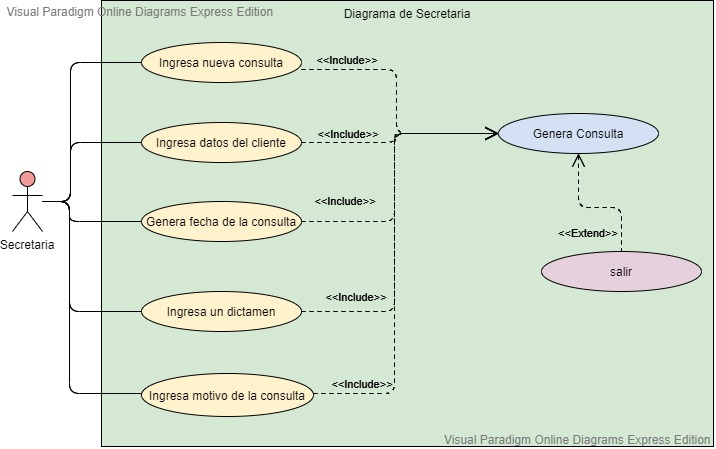 Visual Paradigm Online Diagrams Express Edition
Diagrama de Secretaria
Ingresa nueva consulta
<<Include>>
Ingresa datos del cliente
<<Include>>
Genera Consulta
Secretaria
Genera fecha de la consulta
<<Include>>
<<Extend>>
salir
Ingresa un dictamen
<<Include>>
Ingresa motivo de la consulta
<<Include>>
Visual Paradigm Online Diagrams Express Edition